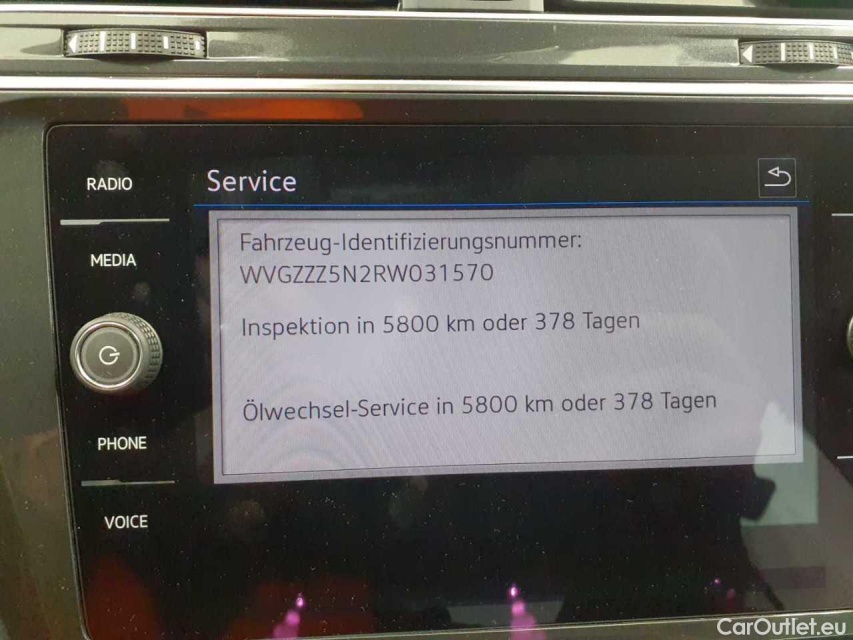 RADIO
Service
MEDIA
Fahrzeug-Identifizierungsnummer:
WVGZZZ5N2RW031570
Inspektion in 5800 km oder 378 Tagen
Ölwechsel-Service in 5800 km oder 378 Tagen
PHONE
VOICE
CarOutlet.eu